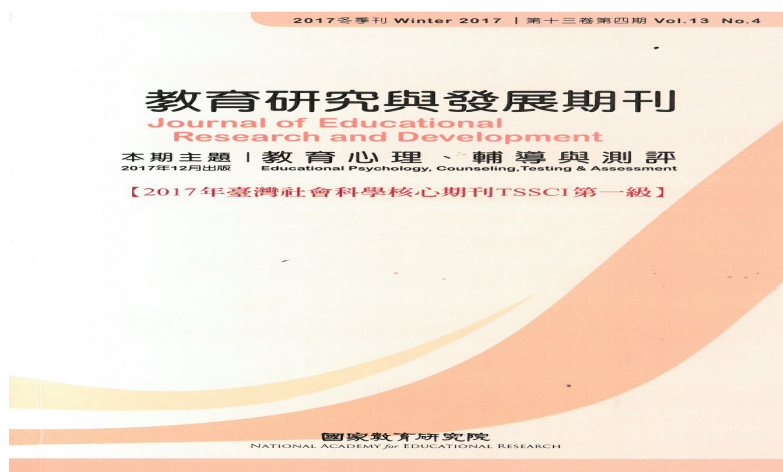 2017冬季刊 Winter 2017 | 第十三卷第四期 Vol.13 No.4
教育研究與發展期刊
Journal of Educational
Research and Development
本期主題 | 教育心理、輔導與測評
2017年12月出版 Educational Psychology, Counseling,Testing & Assessment
【2017年臺灣社會科學核心期刊TSSCI第一級】
國家教育研究院
NATIONAL ACADEMY for EDUCATIONAL RESEARCH